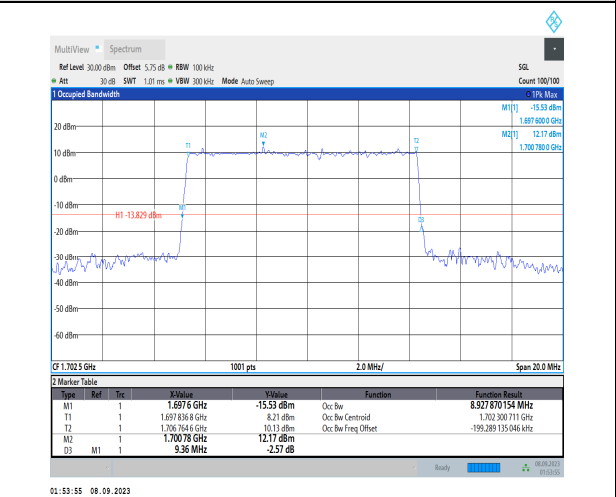 MultiView Spectrum
Ref Level 30.00 dBm Offset 5.75 dB RBW 100 kHz SGL
Att 30 dB SWT 1.01 ms VBW 300 kHz Mode Auto Sweep Count 100/100
1 Occupied Bandwidth 1Pk Max
M1[1] -15.53 dBm
1.697 600 0 GHz
M2[1] 12.17 dBm
1.700 780 0 GHz
20 dBm
M2
T1
T2
10 dBm
0 dBm
-10 dBm
M1
H1 -13.829 dBm
D3
-20 dBm
-30 dBm
-40 dBm
-50 dBm
-60 dBm
CF 1.702 5 GHz 1001 pts 2.0 MHz/ Span 20.0 MHz
2 Marker Table
Type Ref Trc X-Value Y-Value Function Function Result
M1 1 1.697 6 GHz -15.53 dBm Occ Bw 8.927 870 154 MHz
T1 1 1.697 836 8 GHz 8.21 dBm Occ Bw Centroid 1.702 300 711 GHz
T2 1 1.706 764 6 GHz 10.13 dBm Occ Bw Freq Offset -199.289 135 046 kHz
M2 1 1.700 78 GHz 12.17 dBm
D3 M1 1 9.36 MHz -2.57 dB
Ready 08.09.2023
01:53:55
01:53:55 08.09.2023